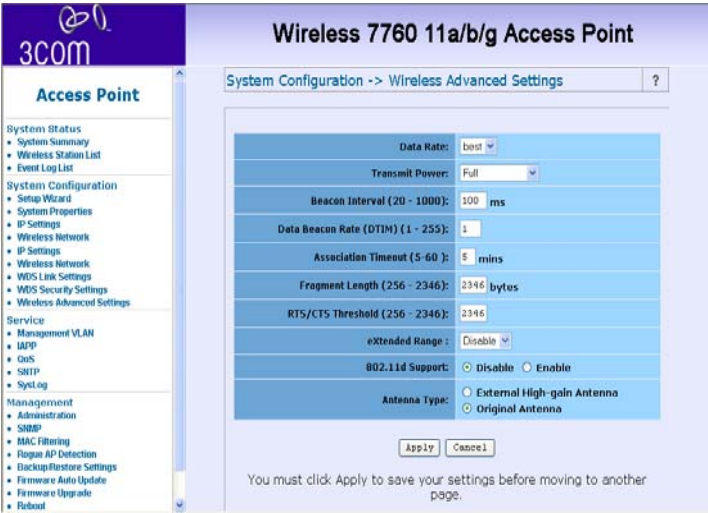 3COM
Wireless 7760 11a/b/g Access Point
Access Point
System Status
System Summary
Wireless Station List
Event Log List
System Configuration
Setup Wizard
System Properties
IP Settings
Wireless Network
IP Settings
Wireless Network
WDS Link Settings
WDS Security Settings
Wireless Advanced Settings
Service
Management VLAN
IAPP
QoS
SNTP
SysLog
Management
Administration
SNMP
MAC Filtering
Rogue AP Detection
Backup/Restore Settings
Firmware Auto Update
Firmware Upgrade
Reboot
System Configuration -> Wireless Advanced Settings ?
Data Rate: best
Transmit Power: Full
Beacon Interval (20 - 1000): 100 ms
Data Beacon Rate (DTIM) (1 - 255): 1
Association Timeout (5-60 ): 5 mins
Fragment Length (256 - 2346): 2346 bytes
RTS/CTS Threshold (256 - 2346): 2346
eXtended Range : Disable
802.11d Support: Disable Enable
Antenna Type: External High-gain Antenna
Original Antenna
Apply Cancel
You must click Apply to save your settings before moving to another
page.